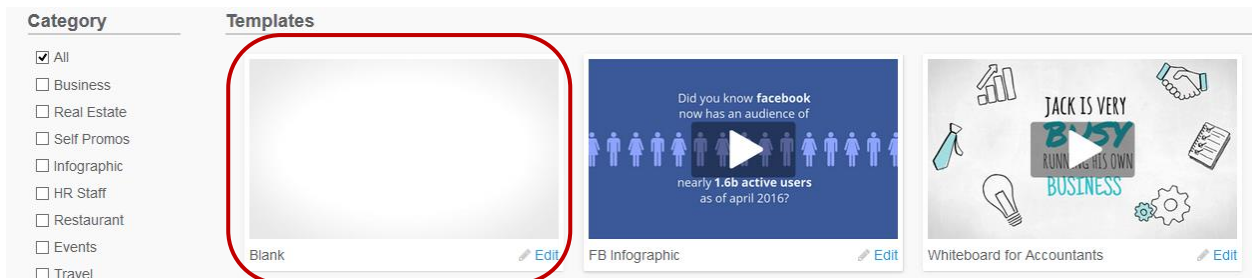 Category
All
Business
Real Estate
Self Promos
Infographic
HR Staff
Restaurant
Events
Travel
Templates
Blank
Edit
Did you know facebook
now has an audience of
nearly 1.6b active users
as of april 2016?
FB Infographic
Edit
JACK IS VERY
BUSY
RUNNING HIS OWN
BUSINESS
Whiteboard for Accountants
Edit